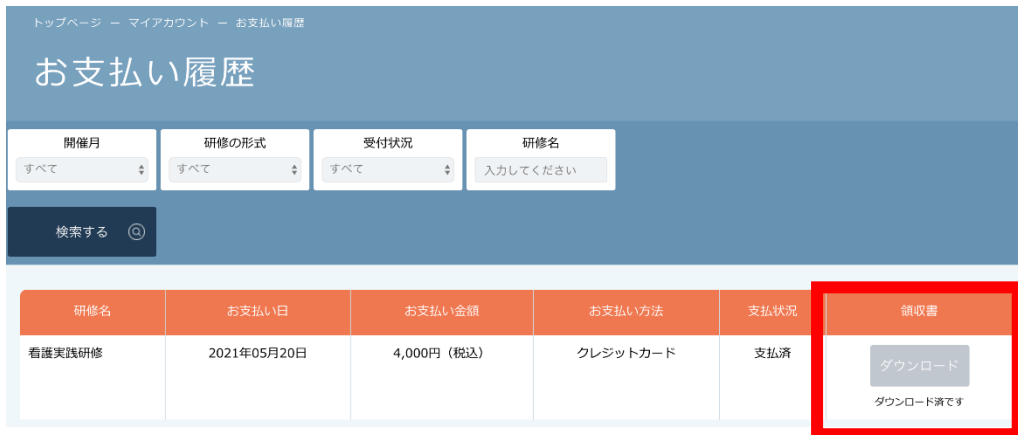 トップページ － マイアカウント － お支払い履歴
お支払い履歴
開催月 研修の形式 受付状況 研修名
すべて すべて すべて 入力してください
検索する
研修名 お支払い日 お支払い金額 お支払い方法 支払状況 領収書
看護実践研修 2021年05月20日 4,000円（税込） クレジットカード 支払済 ダウンロード
ダウンロード済です